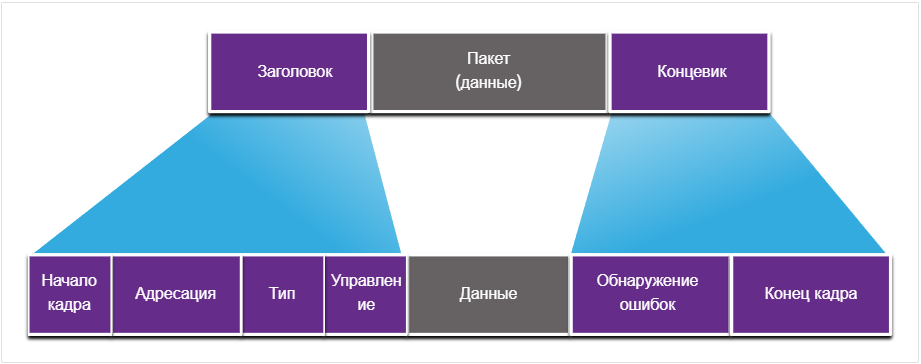 Заголовок
Пакет
(данные)
Концевик
Начало
кадра
Адресация
Тип
Управлен
ие
Данные
Обнаружение
ошибок
Конец кадра